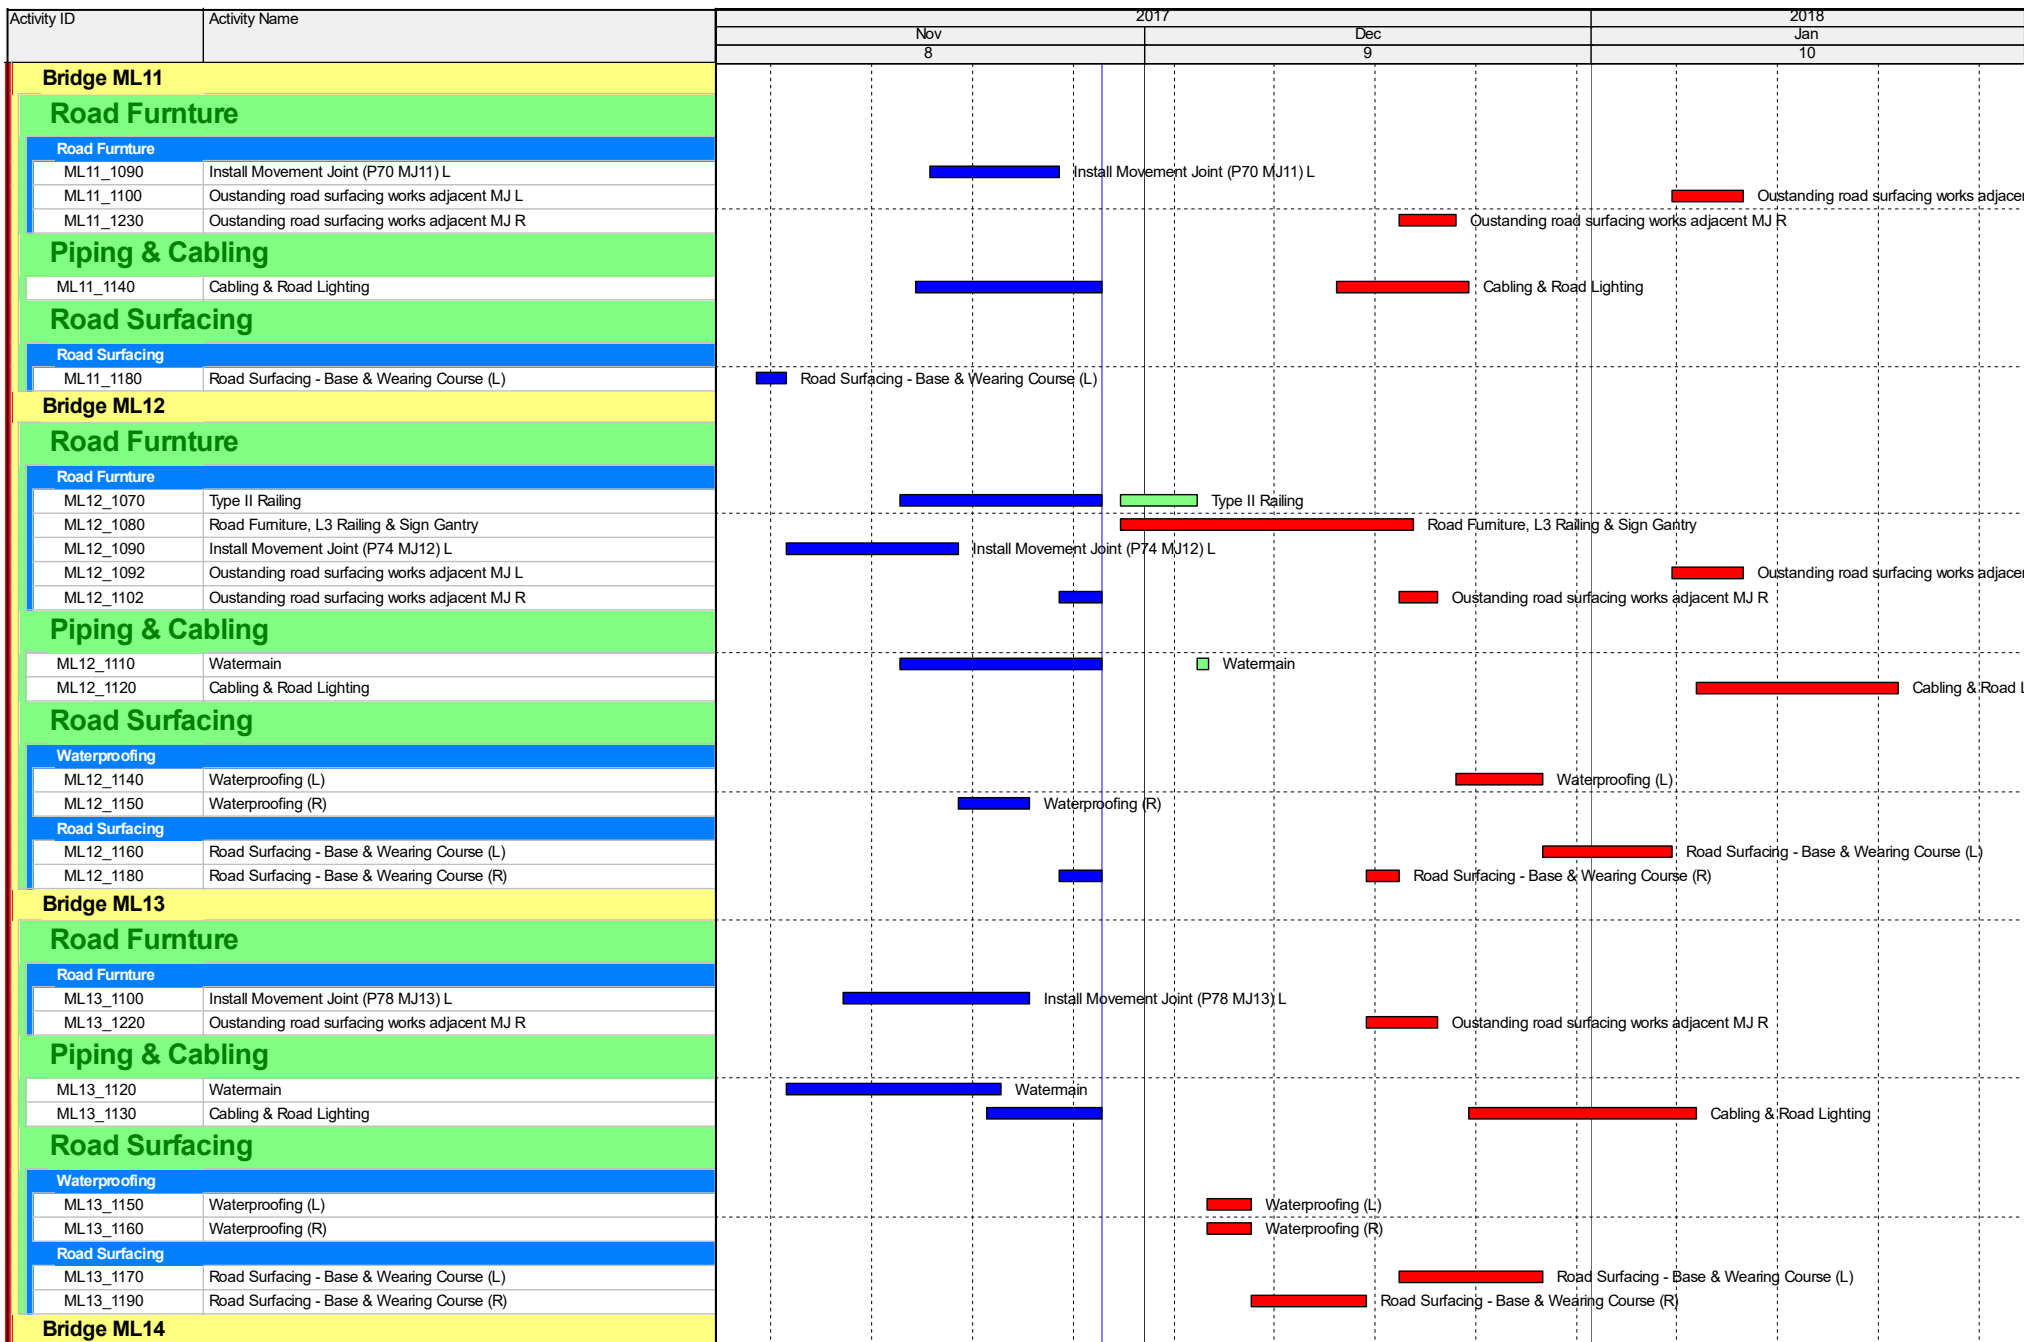 Activity ID Activity Name 2017 2018
Nov Dec Jan
8 9 10
Bridge ML11
Road Furnture
Road Furnture
ML11_1090 Install Movement Joint (P70 MJ11) L Install Movement Joint (P70 MJ11) L
ML11_1100 Oustanding road surfacing works adjacent MJ L Oustanding road surfacing works adjacen
ML11_1230 Oustanding road surfacing works adjacent MJ R Oustanding road surfacing works adjacent MJ R
Piping & Cabling
ML11_1140 Cabling & Road Lighting Cabling & Road Lighting
Road Surfacing
Road Surfacing
ML11_1180 Road Surfacing - Base & Wearing Course (L) Road Surfacing - Base & Wearing Course (L)
Bridge ML12
Road Furnture
Road Furnture
ML12_1070 Type II Railing Type II Railing
ML12_1080 Road Furniture, L3 Railing & Sign Gantry Road Furniture, L3 Railing & Sign Gantry
ML12_1090 Install Movement Joint (P74 MJ12) L Install Movement Joint (P74 MJ12) L
ML12_1092 Oustanding road surfacing works adjacent MJ L Oustanding road surfacing works adjacen
ML12_1102 Oustanding road surfacing works adjacent MJ R Oustanding road surfacing works adjacent MJ R
Piping & Cabling
ML12_1110 Watermain Watermain
ML12_1120 Cabling & Road Lighting Cabling & Road L
Road Surfacing
Waterproofing
ML12_1140 Waterproofing (L) Waterproofing (L)
ML12_1150 Waterproofing (R) Waterproofing (R)
Road Surfacing
ML12_1160 Road Surfacing - Base & Wearing Course (L) Road Surfacing - Base & Wearing Course (L)
ML12_1180 Road Surfacing - Base & Wearing Course (R) Road Surfacing - Base & Wearing Course (R)
Bridge ML13
Road Furnture
Road Furnture
ML13_1100 Install Movement Joint (P78 MJ13) L Install Movement Joint (P78 MJ13) L
ML13_1220 Oustanding road surfacing works adjacent MJ R Oustanding road surfacing works adjacent MJ R
Piping & Cabling
ML13_1120 Watermain Watermain
ML13_1130 Cabling & Road Lighting Cabling & Road Lighting
Road Surfacing
Waterproofing
ML13_1150 Waterproofing (L) Waterproofing (L)
ML13_1160 Waterproofing (R) Waterproofing (R)
Road Surfacing
ML13_1170 Road Surfacing - Base & Wearing Course (L) Road Surfacing - Base & Wearing Course (L)
ML13_1190 Road Surfacing - Base & Wearing Course (R) Road Surfacing - Base & Wearing Course (R)
Bridge ML14